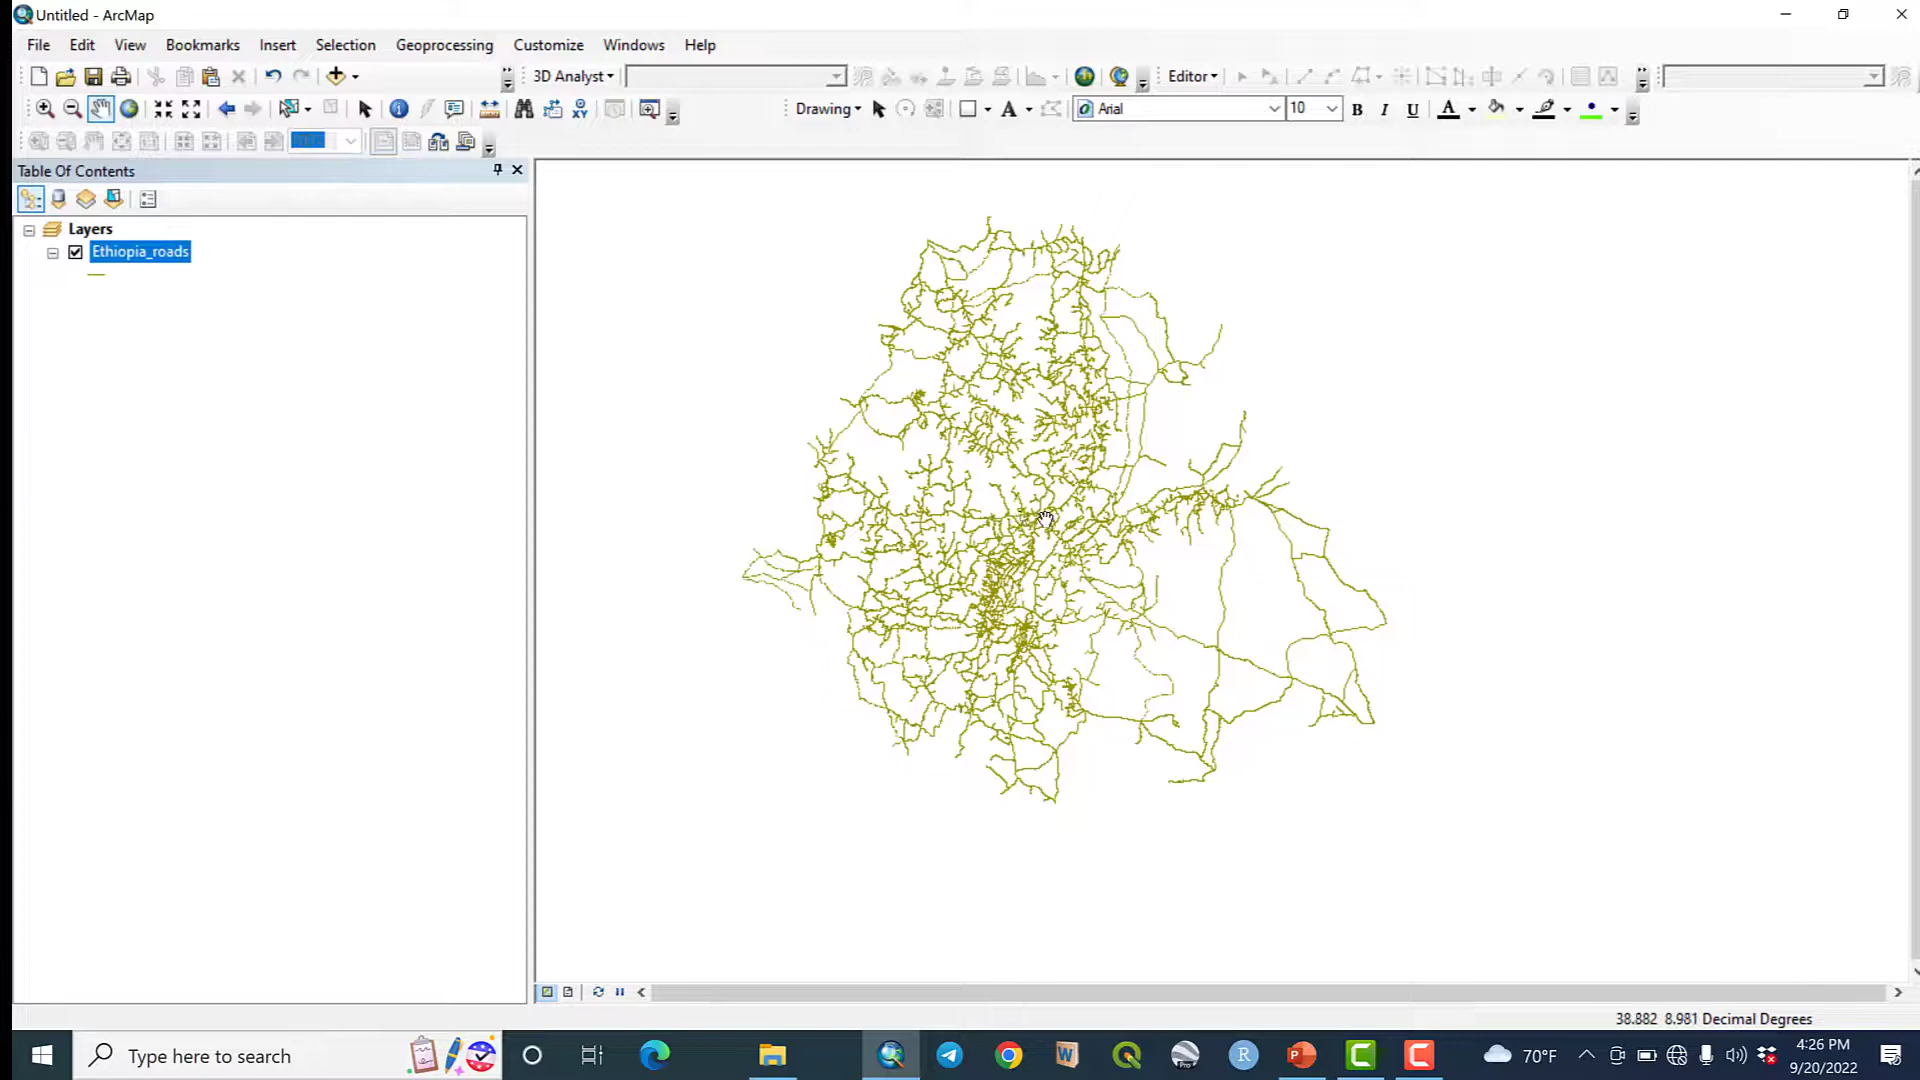 Untitled - ArcMap
File Edit View Bookmarks Insert Selection Geoprocessing Customize Windows Help
3D Analyst Editor
Drawing A Arial 10 B I U A
Table Of Contents
Layers
Ethiopia_roads
38.882 8.981 Decimal Degrees
Type here to search
W
Pro
R
P
C
C
70°F
4:26 PM
9/20/2022